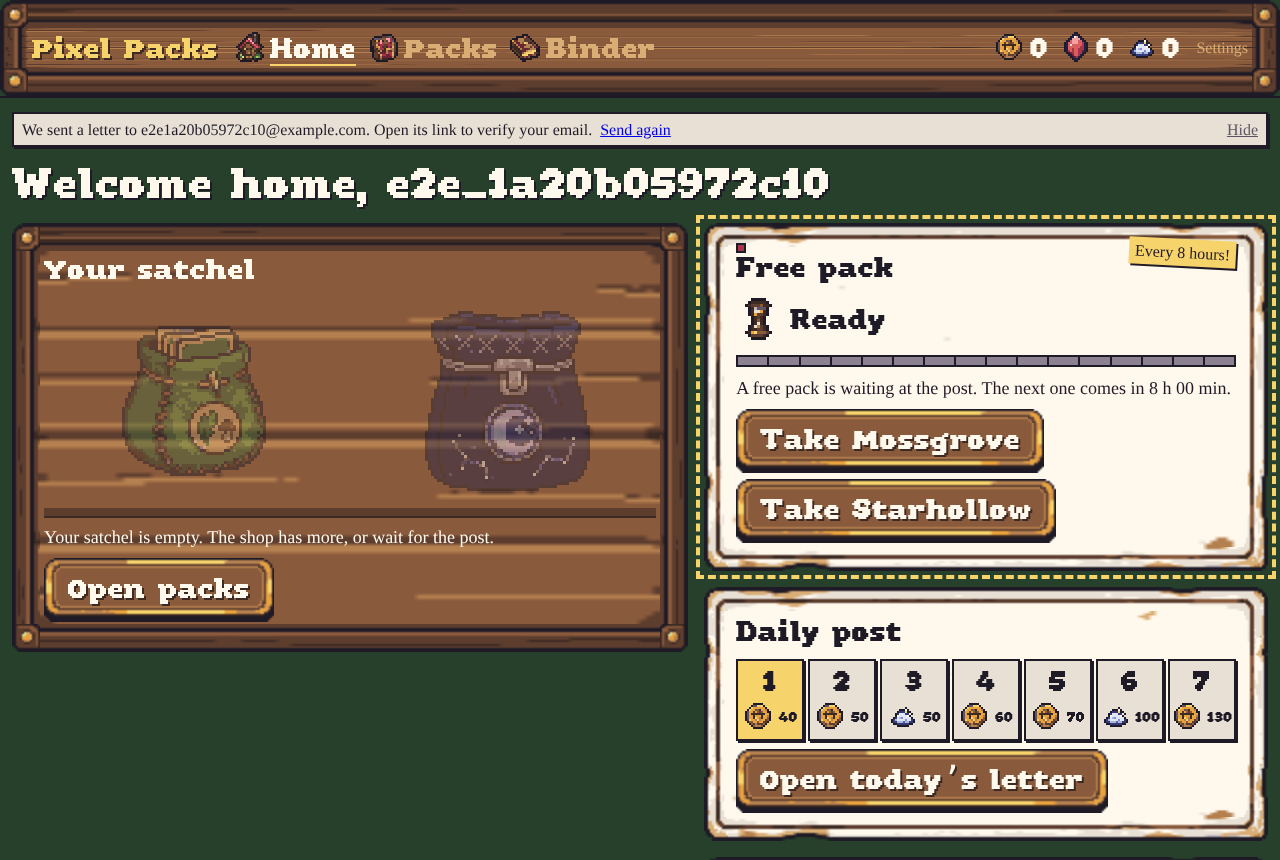 Pixel Packs Home Packs Binder 0 0 0 Settings
We sent a letter to e2e1a20b05972c10@example.com. Open its link to verify your email. Send again Hide
Welcome home, e2e_1a20b05972c10
Your satchel
Your satchel is empty. The shop has more, or wait for the post.
Open packs
Every 8 hours!
Free pack
Ready
A free pack is waiting at the post. The next one comes in 8 h 00 min.
Take Mossgrove
Take Starhollow
Daily post
1 2 3 4 5 6 7
40 50 50 60 70 100 130
Open today's letter